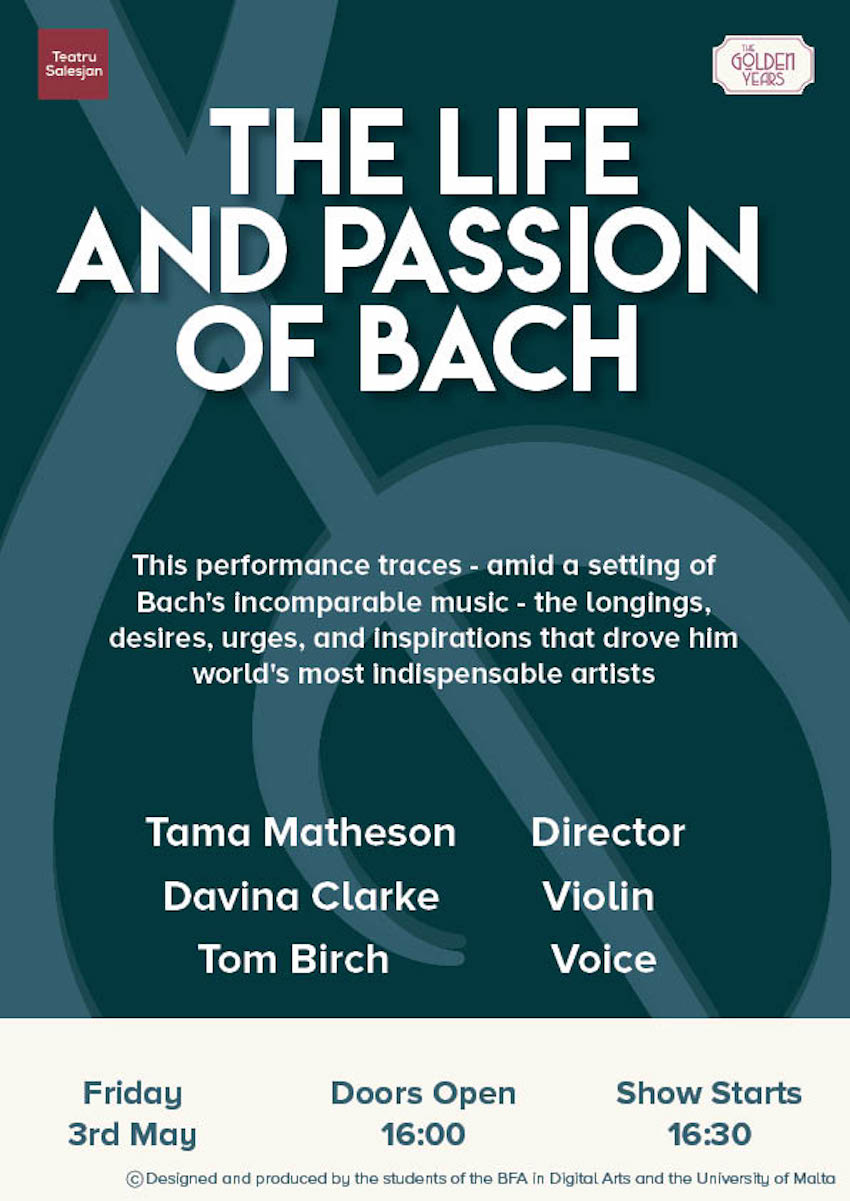 Teatru
Salesjan
THE
GOLDEN
YEARS
THE LIFE
AND PASSION
OF BACH
This performance traces - amid a setting of
Bach's incomparable music - the longings,
desires, urges, and inspirations that drove him
world's most indispensable artists
Tama Matheson Director
Davina Clarke Violin
Tom Birch Voice
Friday Doors Open Show Starts
3rd May 16:00 16:30
©Designed and produced by the students of the BFA in Digital Arts and the University of Malta